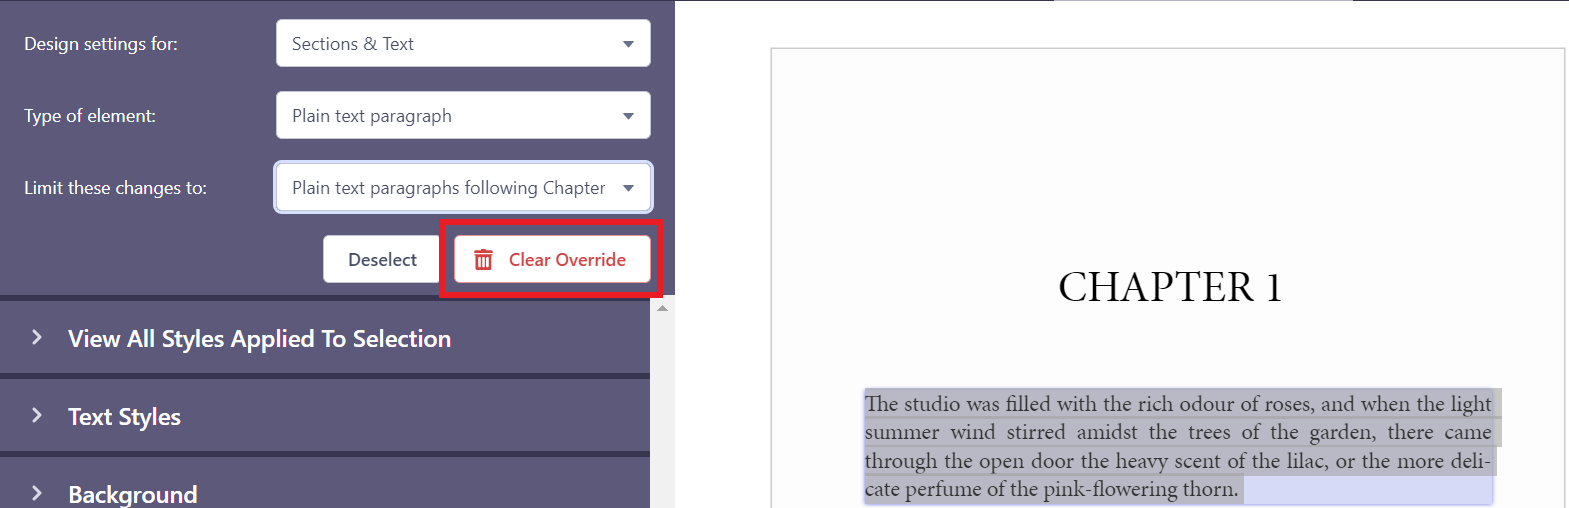 Design settings for:
Sections & Text
Type of element:
Plain text paragraph
Limit these changes to:
Plain text paragraphs following Chapter
Deselect
Clear Override
View All Styles Applied To Selection
Text Styles
Background
CHAPTER 1
The studio was filled with the rich odour of roses, and when the light
summer wind stirred amidst the trees of the garden, there came
through the open door the heavy scent of the lilac, or the more deli-
cate perfume of the pink-flowering thorn.